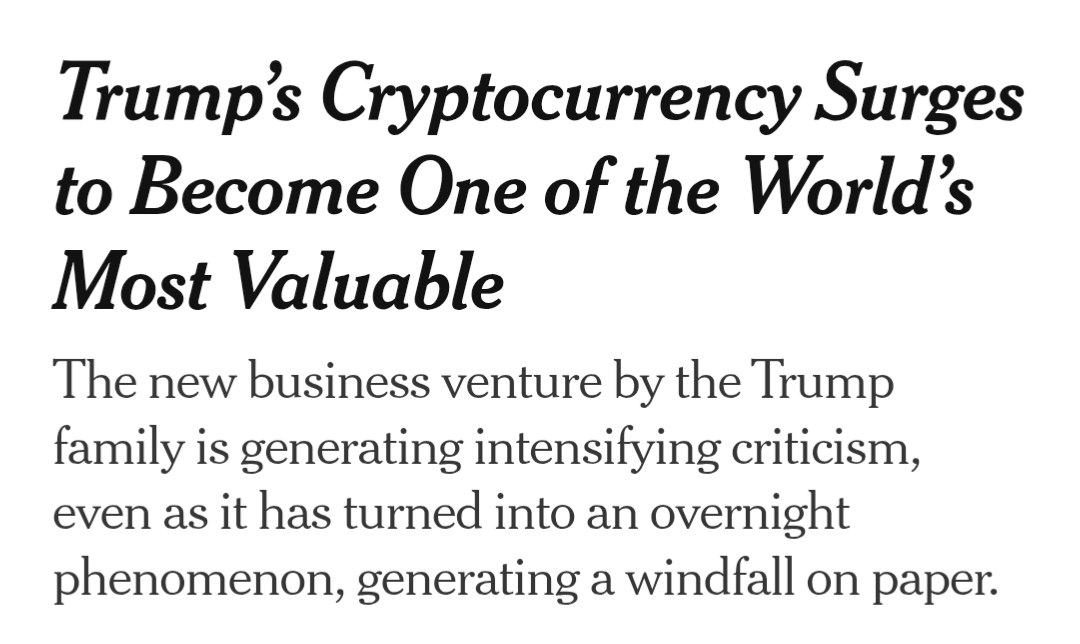 Trump’s Cryptocurrency Surges
to Become One of the World’s
Most Valuable
The new business venture by the Trump
family is generating intensifying criticism,
even as it has turned into an overnight
phenomenon, generating a windfall on paper.